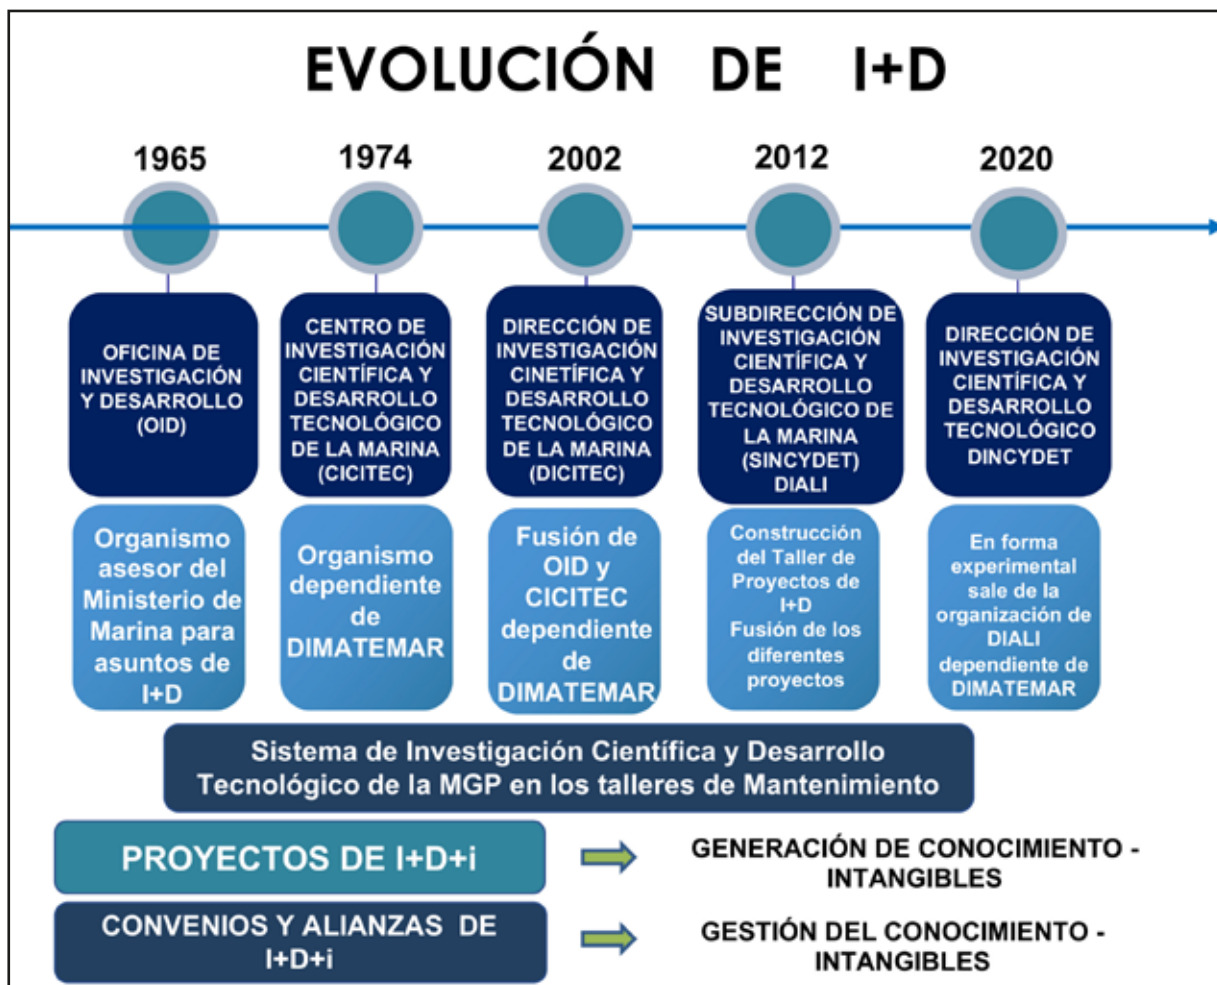 EVOLUCIÓN DE I+D
1965
1974
2002
2012
2020
OFICINA DE
INVESTIGACIÓN
Y DESARROLLO
(OID)
CENTRO DE
INVESTIGACIÓN
CIENTÍFICA Y
DESARROLLO
TECNOLÓGICO
DE LA MARINA
(CICITEC)
DIRECCIÓN DE
INVESTIGACIÓN
CINETÍFICA Y
DESARROLLO
TECNOLÓGICO
DE LA MARINA
(DICITEC)
SUBDIRECCIÓN DE
INVESTIGACIÓN
CIENTÍFICA Y
DESARROLLO
TECNOLÓGICO DE
LA MARINA
(SINCYDET)
DIALI
DIRECCIÓN DE
INVESTIGACIÓN
CIENTÍFICA Y
DESARROLLO
TECNOLÓGICO
DINCYDET
Organismo
asesor del
Ministerio de
Marina para
asuntos de
I+D
Organismo
dependiente
de
DIMATEMAR
Fusión de
OID y
CICITEC
dependiente
de
DIMATEMAR
Construcción
del Taller de
Proyectos de
I+D
Fusión de los
diferentes
proyectos
En forma
experimental
sale de la
organización de
DIALI
dependiente de
DIMATEMAR
Sistema de Investigación Científica y Desarrollo
Tecnológico de la MGP en los talleres de Mantenimiento
PROYECTOS DE I+D+i
GENERACIÓN DE CONOCIMIENTO -
INTANGIBLES
CONVENIOS Y ALIANZAS DE
I+D+i
GESTIÓN DEL CONOCIMIENTO -
INTANGIBLES